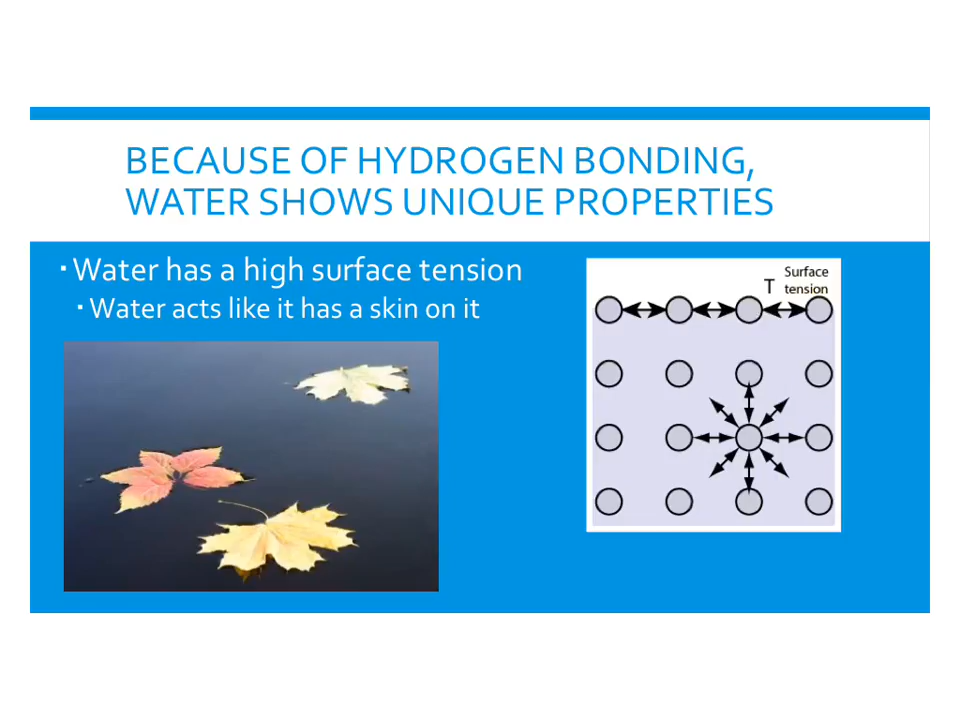 BECAUSE OF HYDROGEN BONDING,
WATER SHOWS UNIQUE PROPERTIES
▪ Water has a high surface tension
▪ Water acts like it has a skin on it
T Surface
tension